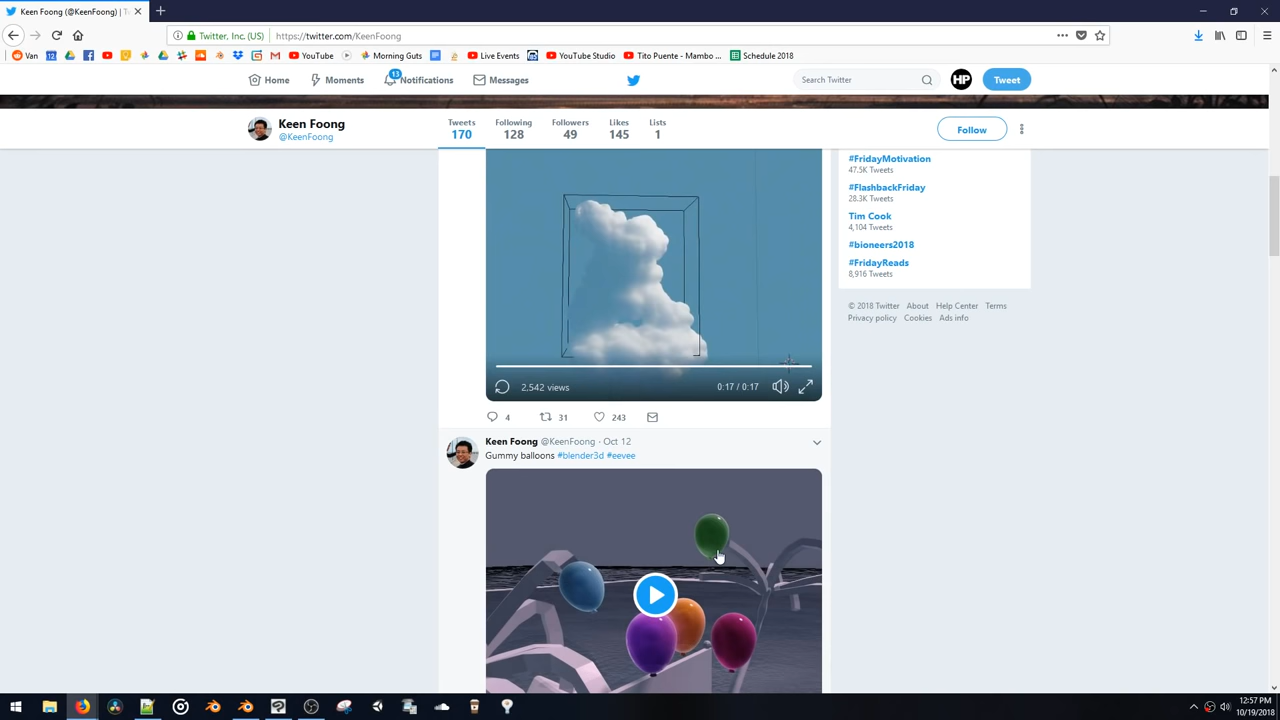 Keen Foong (@KeenFoong) | T
Twitter, Inc. (US)
https://twitter.com/KeenFoong
Van
12
YouTube
Morning Guts
Live Events
YouTube Studio
Tito Puente - Mambo ...
Schedule 2018
Home
Moments
13
Notifications
Messages
Search Twitter
HP
Tweet
Keen Foong
@KeenFoong
Tweets
170
Following
128
Followers
49
Likes
145
Lists
1
Follow
#FridayMotivation
47.5K Tweets
#FlashbackFriday
28.3K Tweets
Tim Cook
4,104 Tweets
#bioneers2018
#FridayReads
8,916 Tweets
© 2018 Twitter About Help Center Terms
Privacy policy Cookies Ads info
2,542 views
0:17 / 0:17
4 31 243
Keen Foong @KeenFoong · Oct 12
Gummy balloons #blender3d #eevee
12:57 PM
10/19/2018